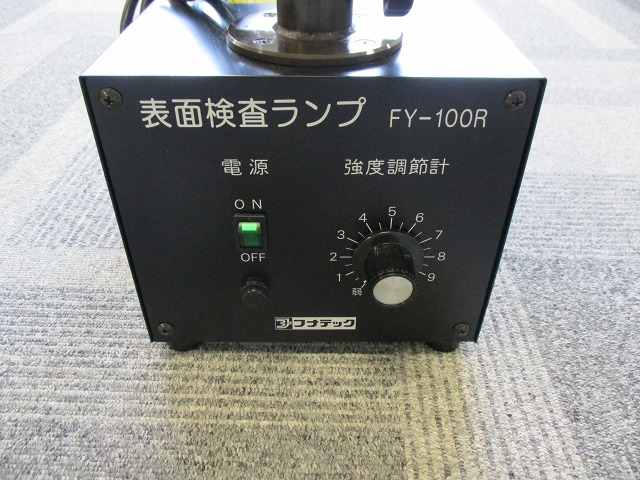 表面検査ランプ FY-100R
電源 強度調節計
ON
OFF
弱 1 2 3 4 5 6 7 8 9
フナテック